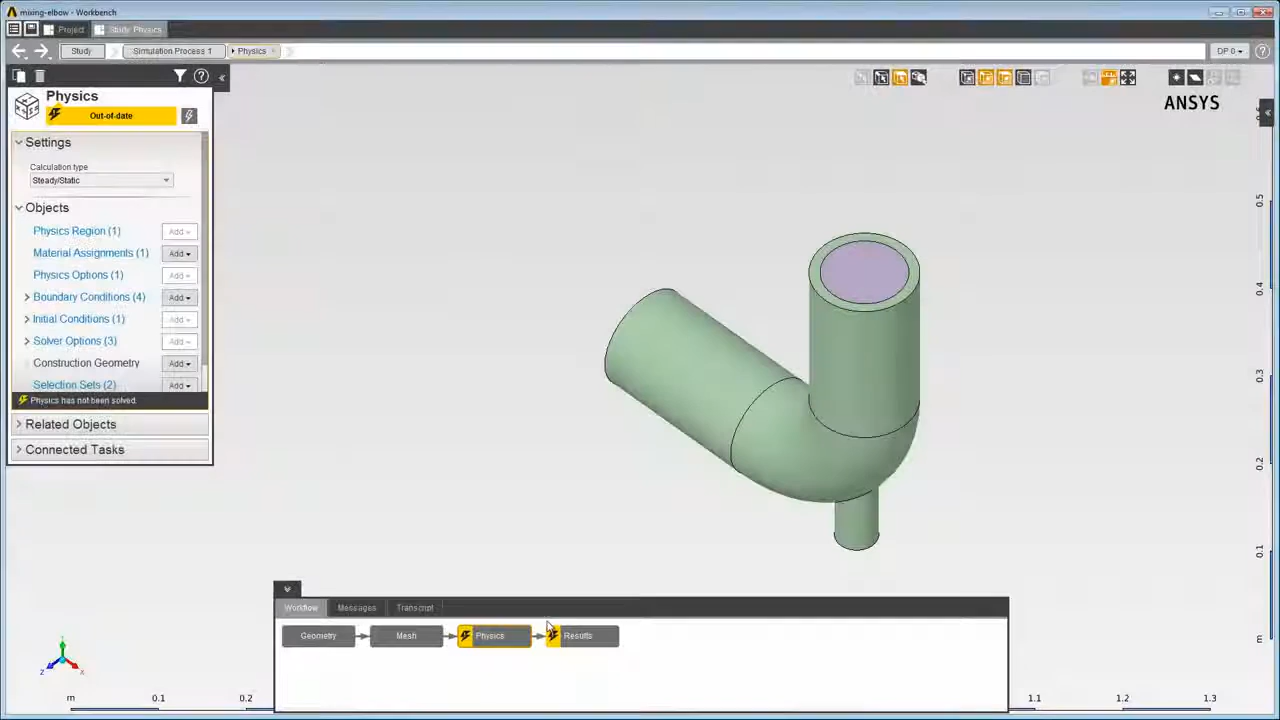 mixing-elbow - Workbench
Project
Study Physics
Study
Simulation Process 1
Physics
DP 0
Physics
Out-of-date
Settings
Calculation type
Steady/Static
Objects
Physics Region (1) Add
Material Assignments (1) Add
Physics Options (1) Add
Boundary Conditions (4) Add
Initial Conditions (1) Add
Solver Options (3) Add
Construction Geometry Add
Selection Sets (2) Add
Physics has not been solved.
Related Objects
Connected Tasks
ANSYS
0.5
0.4
0.3
0.2
0.1
m
Workflow Messages Transcript
Geometry Mesh Physics Results
Z Y X
m 0.1 0.2 1.1 1.2 1.3